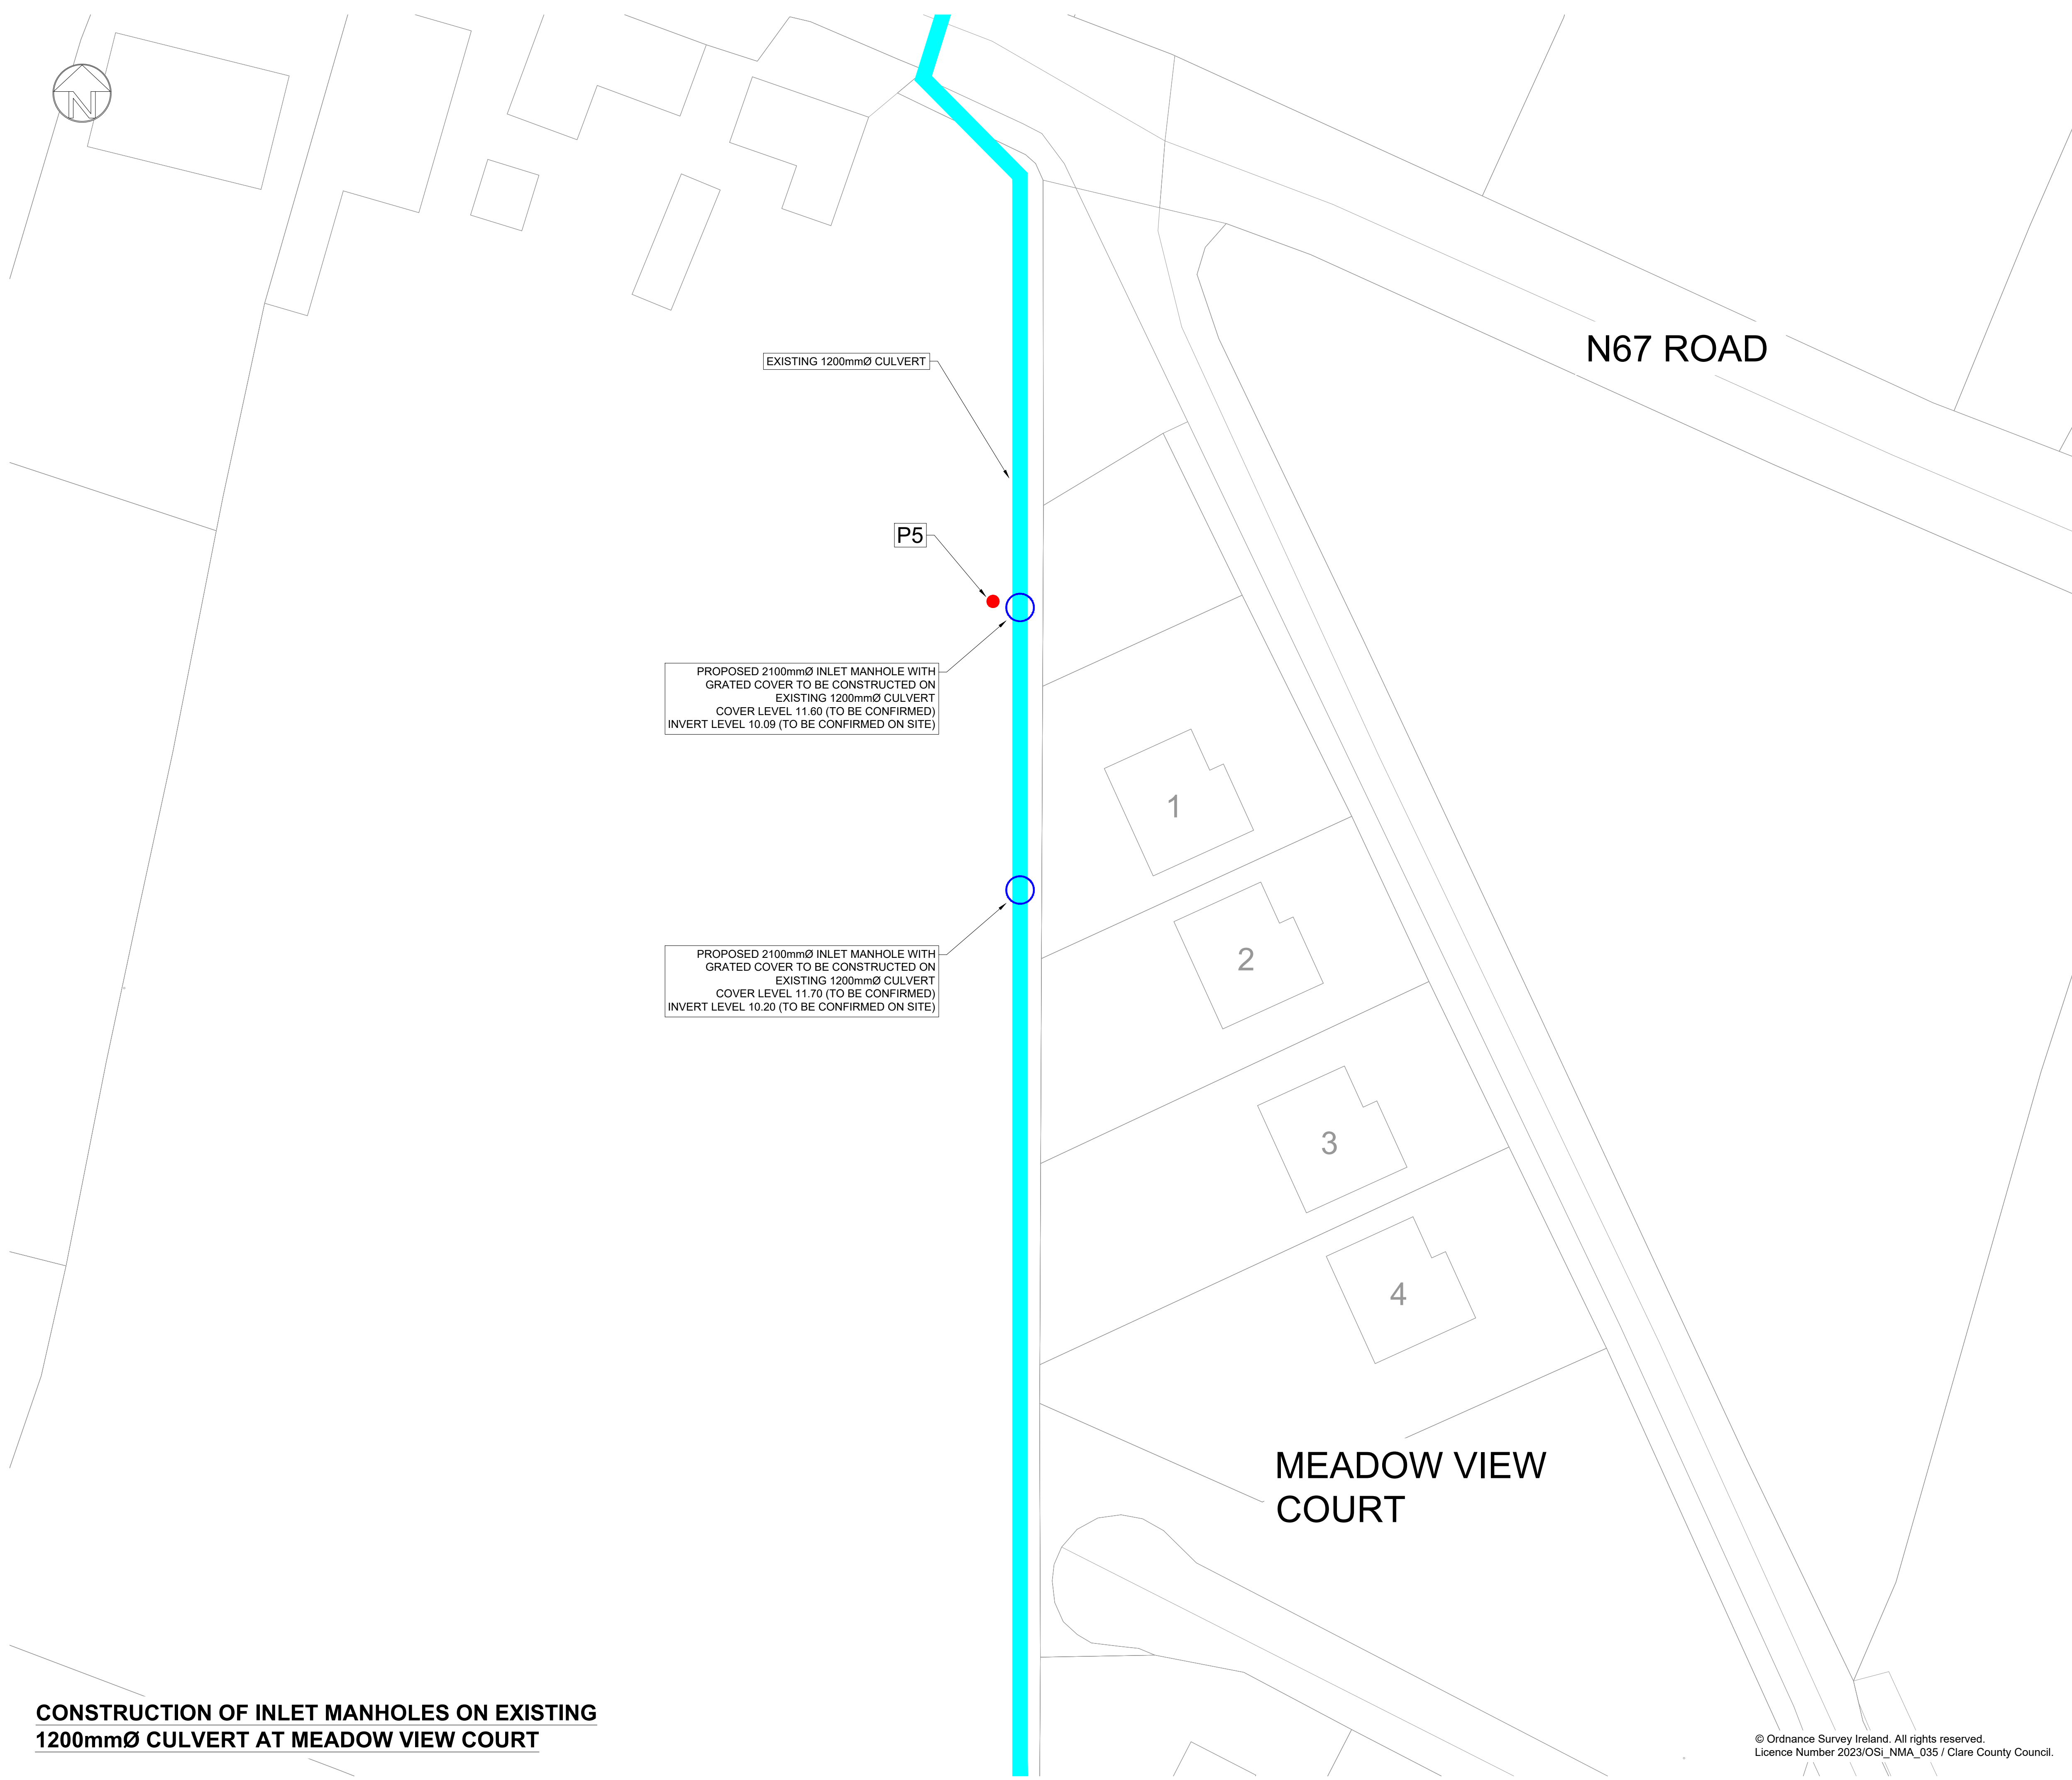 N
N67 ROAD
EXISTING 1200mmØ CULVERT
P5
PROPOSED 2100mmØ INLET MANHOLE WITH
GRATED COVER TO BE CONSTRUCTED ON
EXISTING 1200mmØ CULVERT
COVER LEVEL 11.60 (TO BE CONFIRMED)
INVERT LEVEL 10.09 (TO BE CONFIRMED ON SITE)
1
PROPOSED 2100mmØ INLET MANHOLE WITH
GRATED COVER TO BE CONSTRUCTED ON
EXISTING 1200mmØ CULVERT
COVER LEVEL 11.70 (TO BE CONFIRMED)
INVERT LEVEL 10.20 (TO BE CONFIRMED ON SITE)
2
3
4
MEADOW VIEW
COURT
CONSTRUCTION OF INLET MANHOLES ON EXISTING
1200mmØ CULVERT AT MEADOW VIEW COURT
© Ordnance Survey Ireland. All rights reserved.
Licence Number 2023/OSi_NMA_035 / Clare County Council.